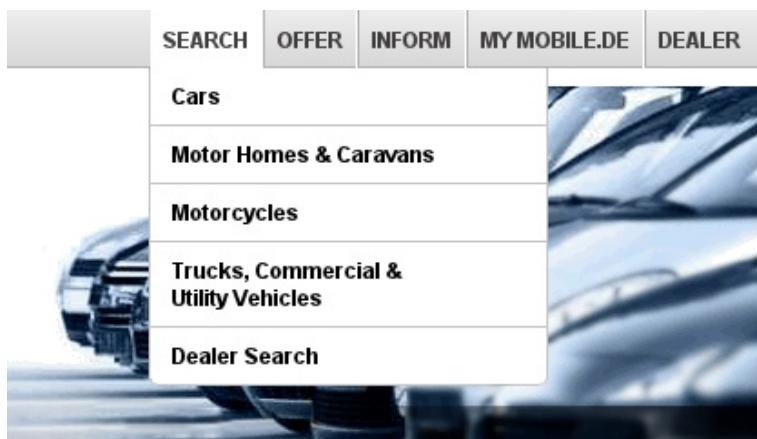 SEARCH OFFER INFORM MY MOBILE.DE DEALER
Cars
Motor Homes & Caravans
Motorcycles
Trucks, Commercial &
Utility Vehicles
Dealer Search